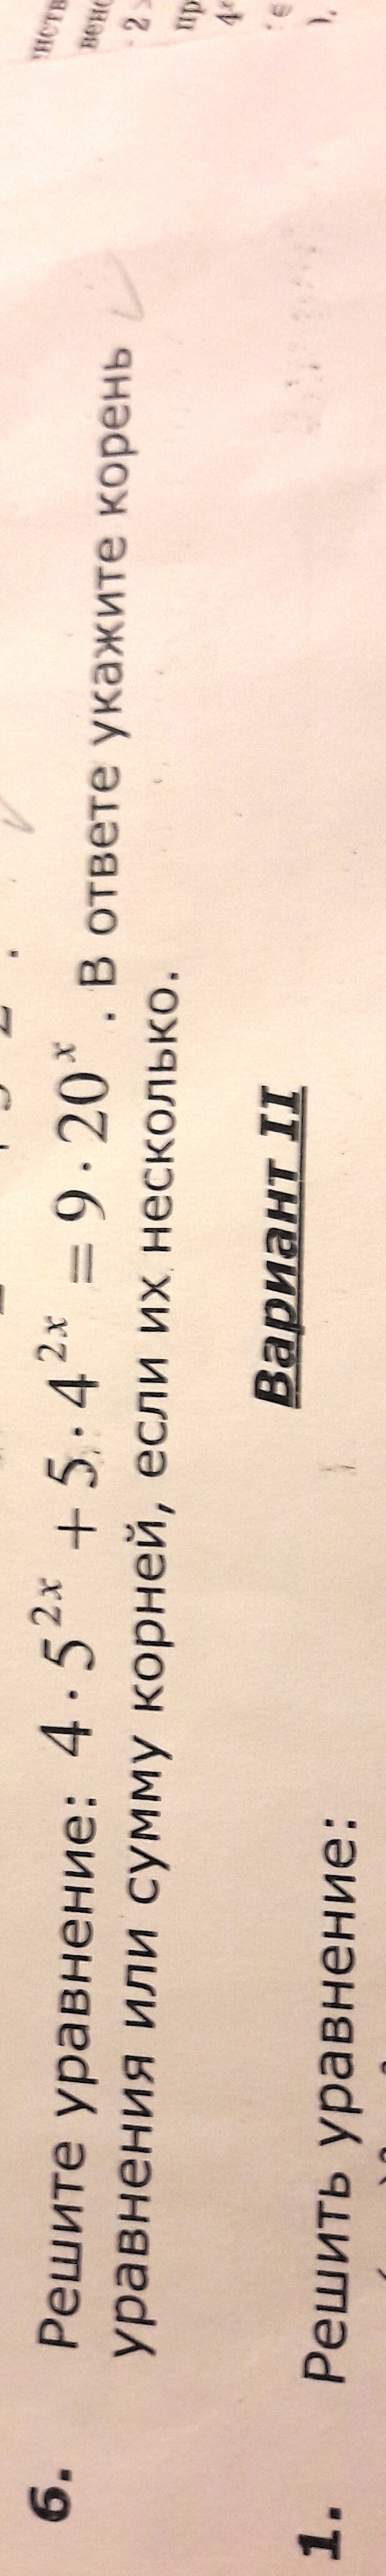 6. Решите уравнение: 4 · 5^{2x} + 5 · 4^{2x} = 9 · 20^x . В ответе укажите корень
уравнения или сумму корней, если их несколько.
Вариант II
1. Решить уравнение: